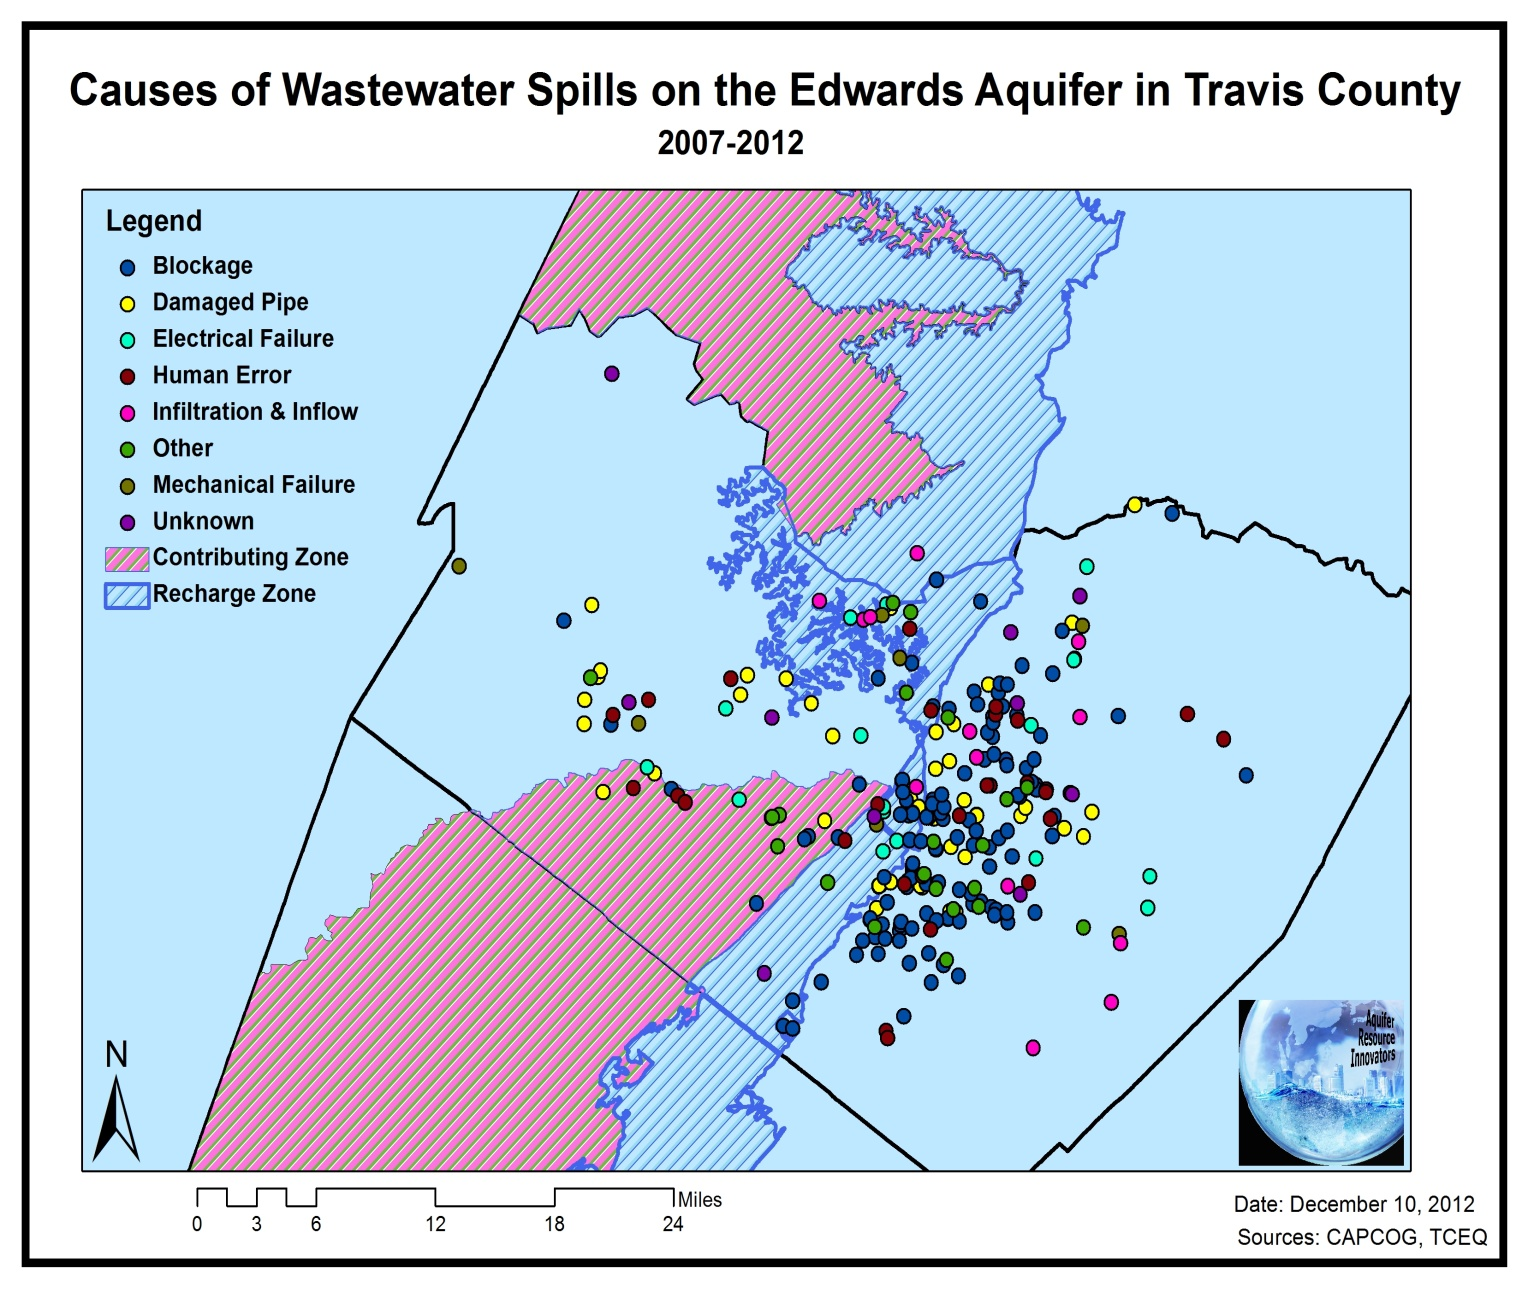 Causes of Wastewater Spills on the Edwards Aquifer in Travis County
2007-2012
Legend
Blockage
Damaged Pipe
Electrical Failure
Human Error
Infiltration & Inflow
Other
Mechanical Failure
Unknown
Contributing Zone
Recharge Zone
N
Aquifer
Resource
Innovators
Miles
0 3 6 12 18 24
Date: December 10, 2012
Sources: CAPCOG, TCEQ